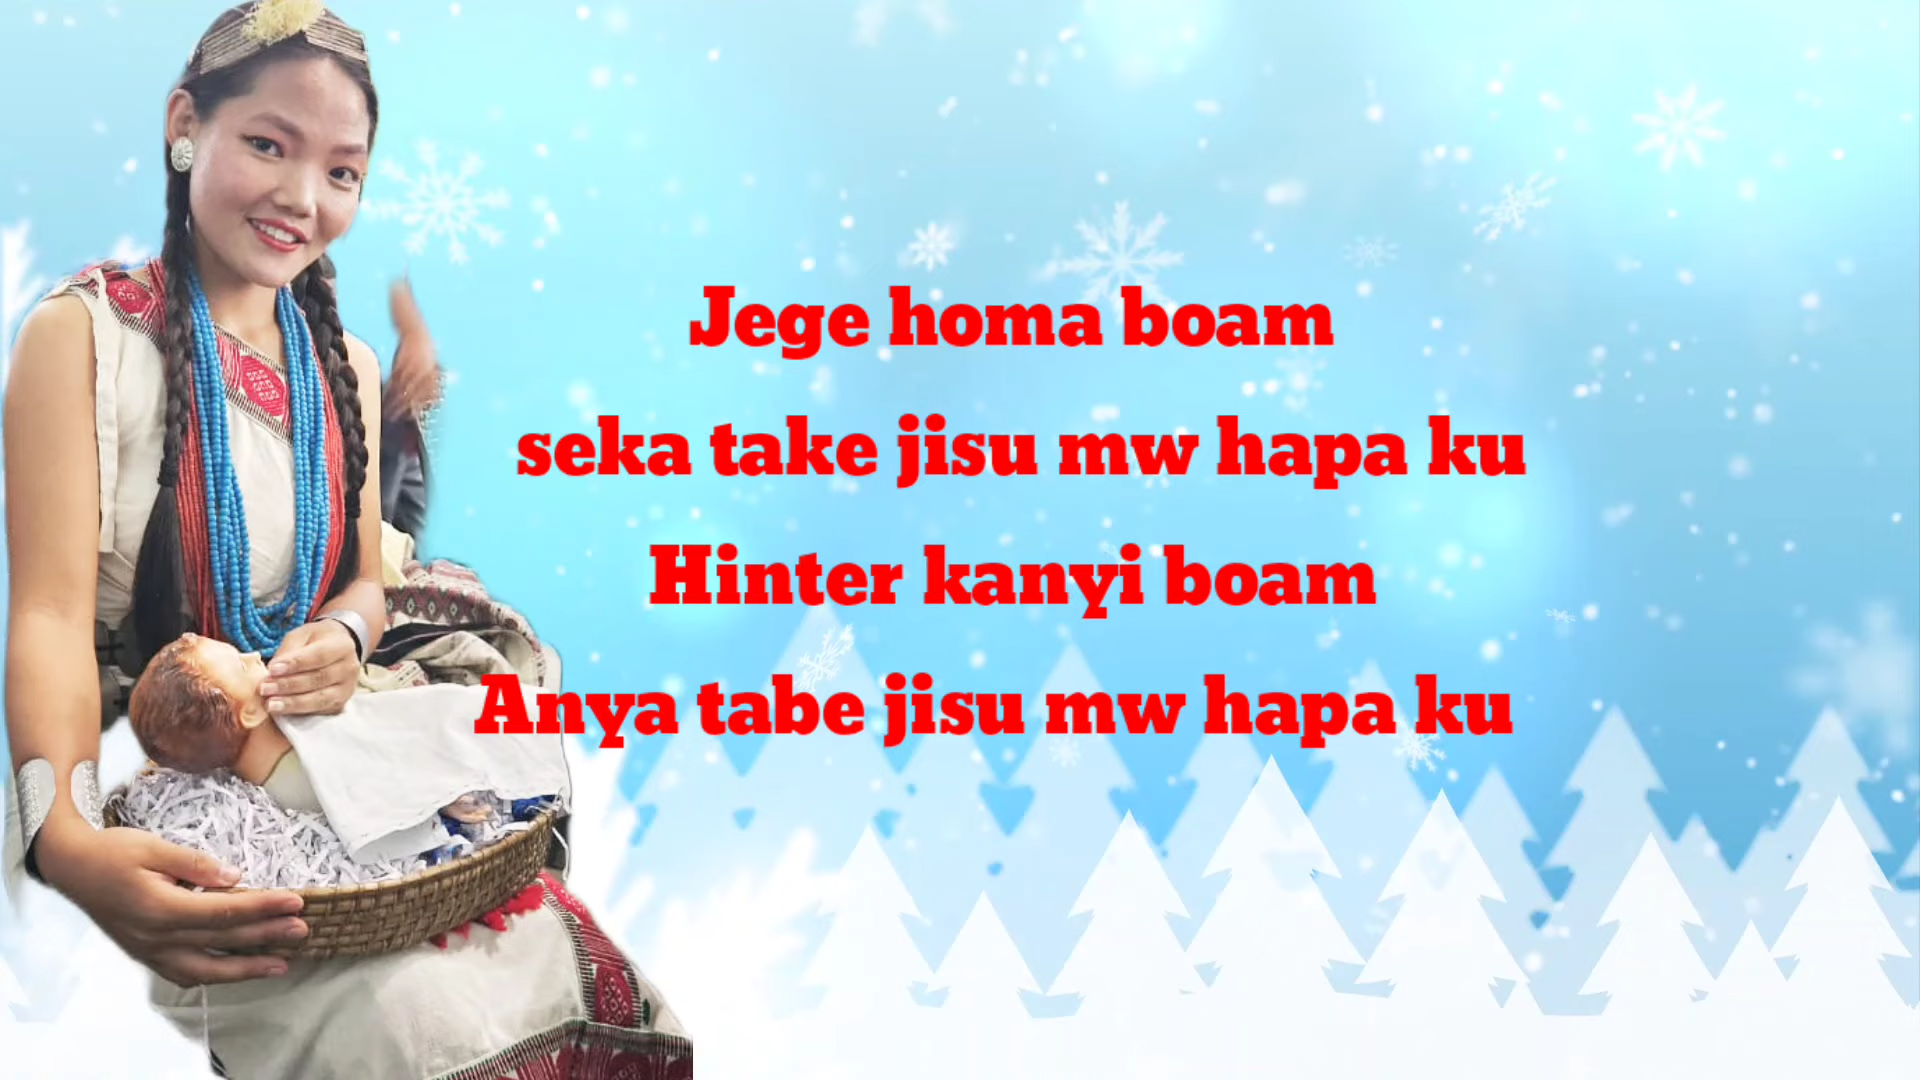 Jege homa boam
seka take jisu mw hapa ku
Hinter kanyi boam
Anya tabe jisu mw hapa ku